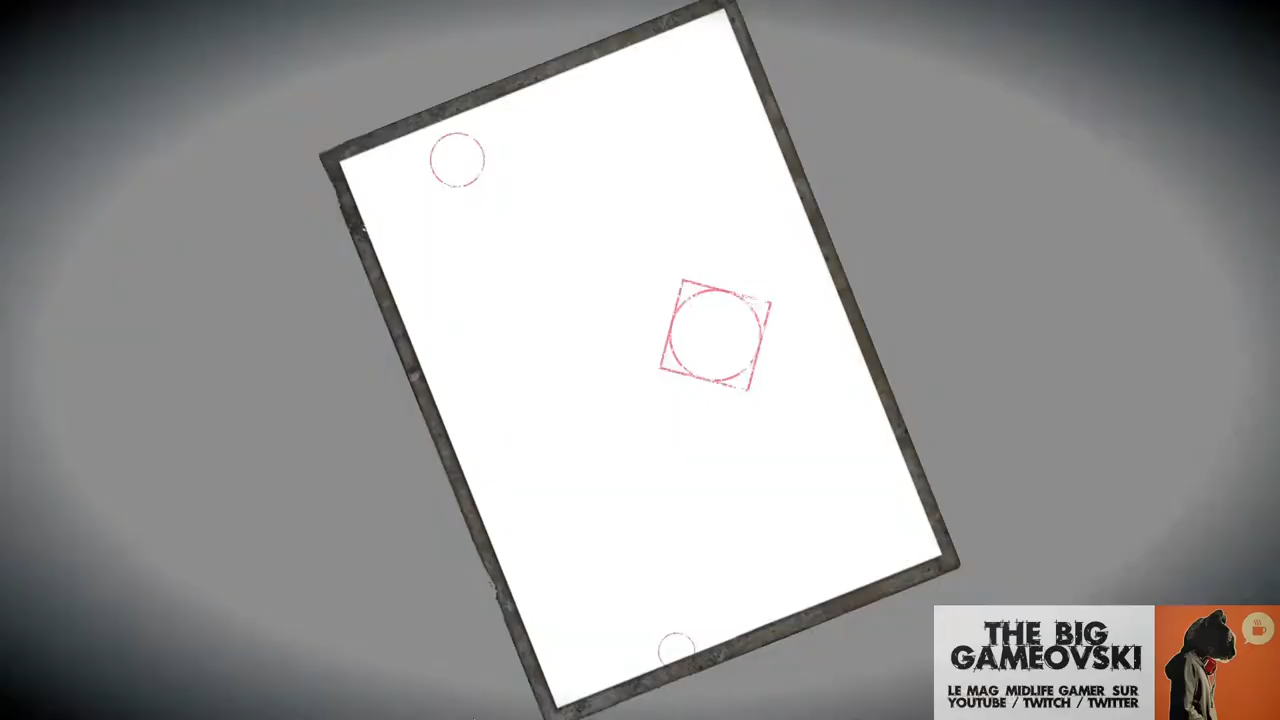 THE BIG
GAMEOVSKI
LE MAG MIDLIFE GAMER SUR
YOUTUBE / TWITCH / TWITTER